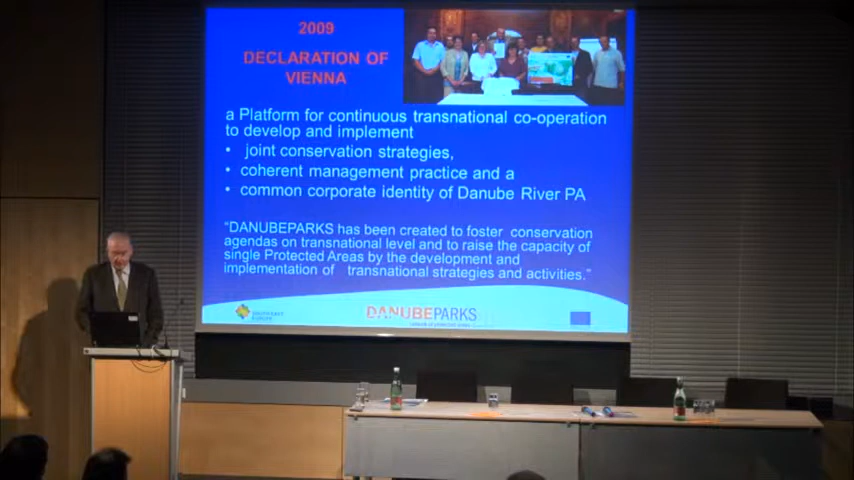 2009
DECLARATION OF
VIENNA
a Platform for continuous transnational co-operation
to develop and implement
• joint conservation strategies,
• coherent management practice and a
• common corporate identity of Danube River PA
“DANUBEPARKS has been created to foster conservation
agendas on transnational level and to raise the capacity of
single Protected Areas by the development and
implementation of transnational strategies and activities.”
DANUBEPARKS